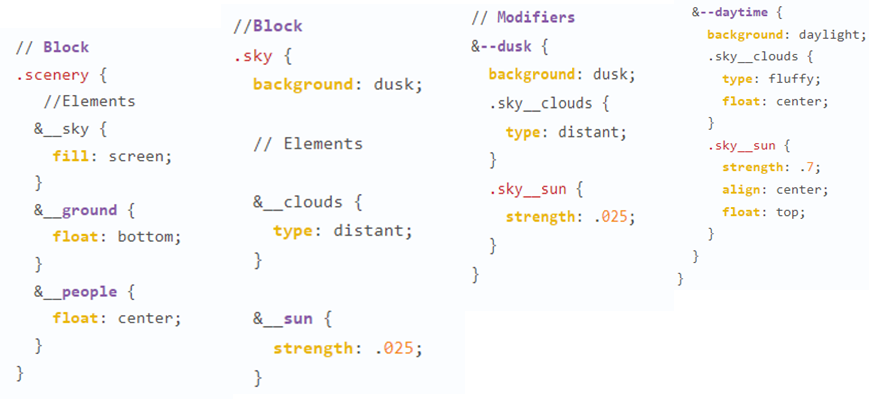 // Block
.scenery {
//Elements
&__sky {
fill: screen;
}
&__ground {
float: bottom;
}
&__people {
float: center;
}
}
//Block
.sky {
background: dusk;
// Elements
&__clouds {
type: distant;
}
&__sun {
strength: .025;
}
// Modifiers
&--dusk {
background: dusk;
.sky__clouds {
type: distant;
}
.sky__sun {
strength: .025;
}
}
&--daytime {
background: daylight;
.sky__clouds {
type: fluffy;
float: center;
}
.sky__sun {
strength: .7;
align: center;
float: top;
}
}
}